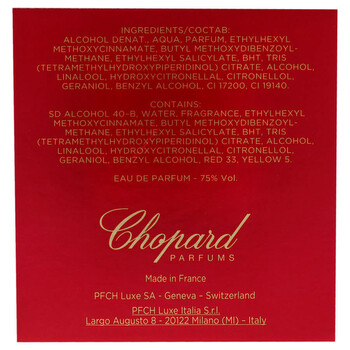 INGREDIENTS/COCTAB:
ALCOHOL DENAT., AQUA, PARFUM, ETHYLHEXYL
METHOXYCINNAMATE, BUTYL METHOXYDIBENZOYL-
METHANE, ETHYLHEXYL SALICYLATE, BHT, TRIS
(TETRAMETHYLHYDROXYPIPERIDINOL) CITRATE, ALCOHOL,
LINALOOL, HYDROXYCITRONELLAL, CITRONELLOL,
GERANIOL, BENZYL ALCOHOL, CI 17200, CI 19140.
CONTAINS:
SD ALCOHOL 40-B, WATER, FRAGRANCE, ETHYLHEXYL
METHOXYCINNAMATE, BUTYL METHOXYDIBENZOYL-
METHANE, ETHYLHEXYL SALICYLATE, BHT, TRIS
(TETRAMETHYLHYDROXYPIPERIDINOL) CITRATE, ALCOHOL,
LINALOOL, HYDROXYCITRONELLAL, CITRONELLOL,
GERANIOL, BENZYL ALCOHOL, RED 33, YELLOW 5.
EAU DE PARFUM - 75% Vol.
Chopard
PARFUMS
Made in France
PFCH Luxe SA - Geneva – Switzerland
PFCH Luxe Italia S.r.l.
Largo Augusto 8 - 20122 Milano (MI) – Italy